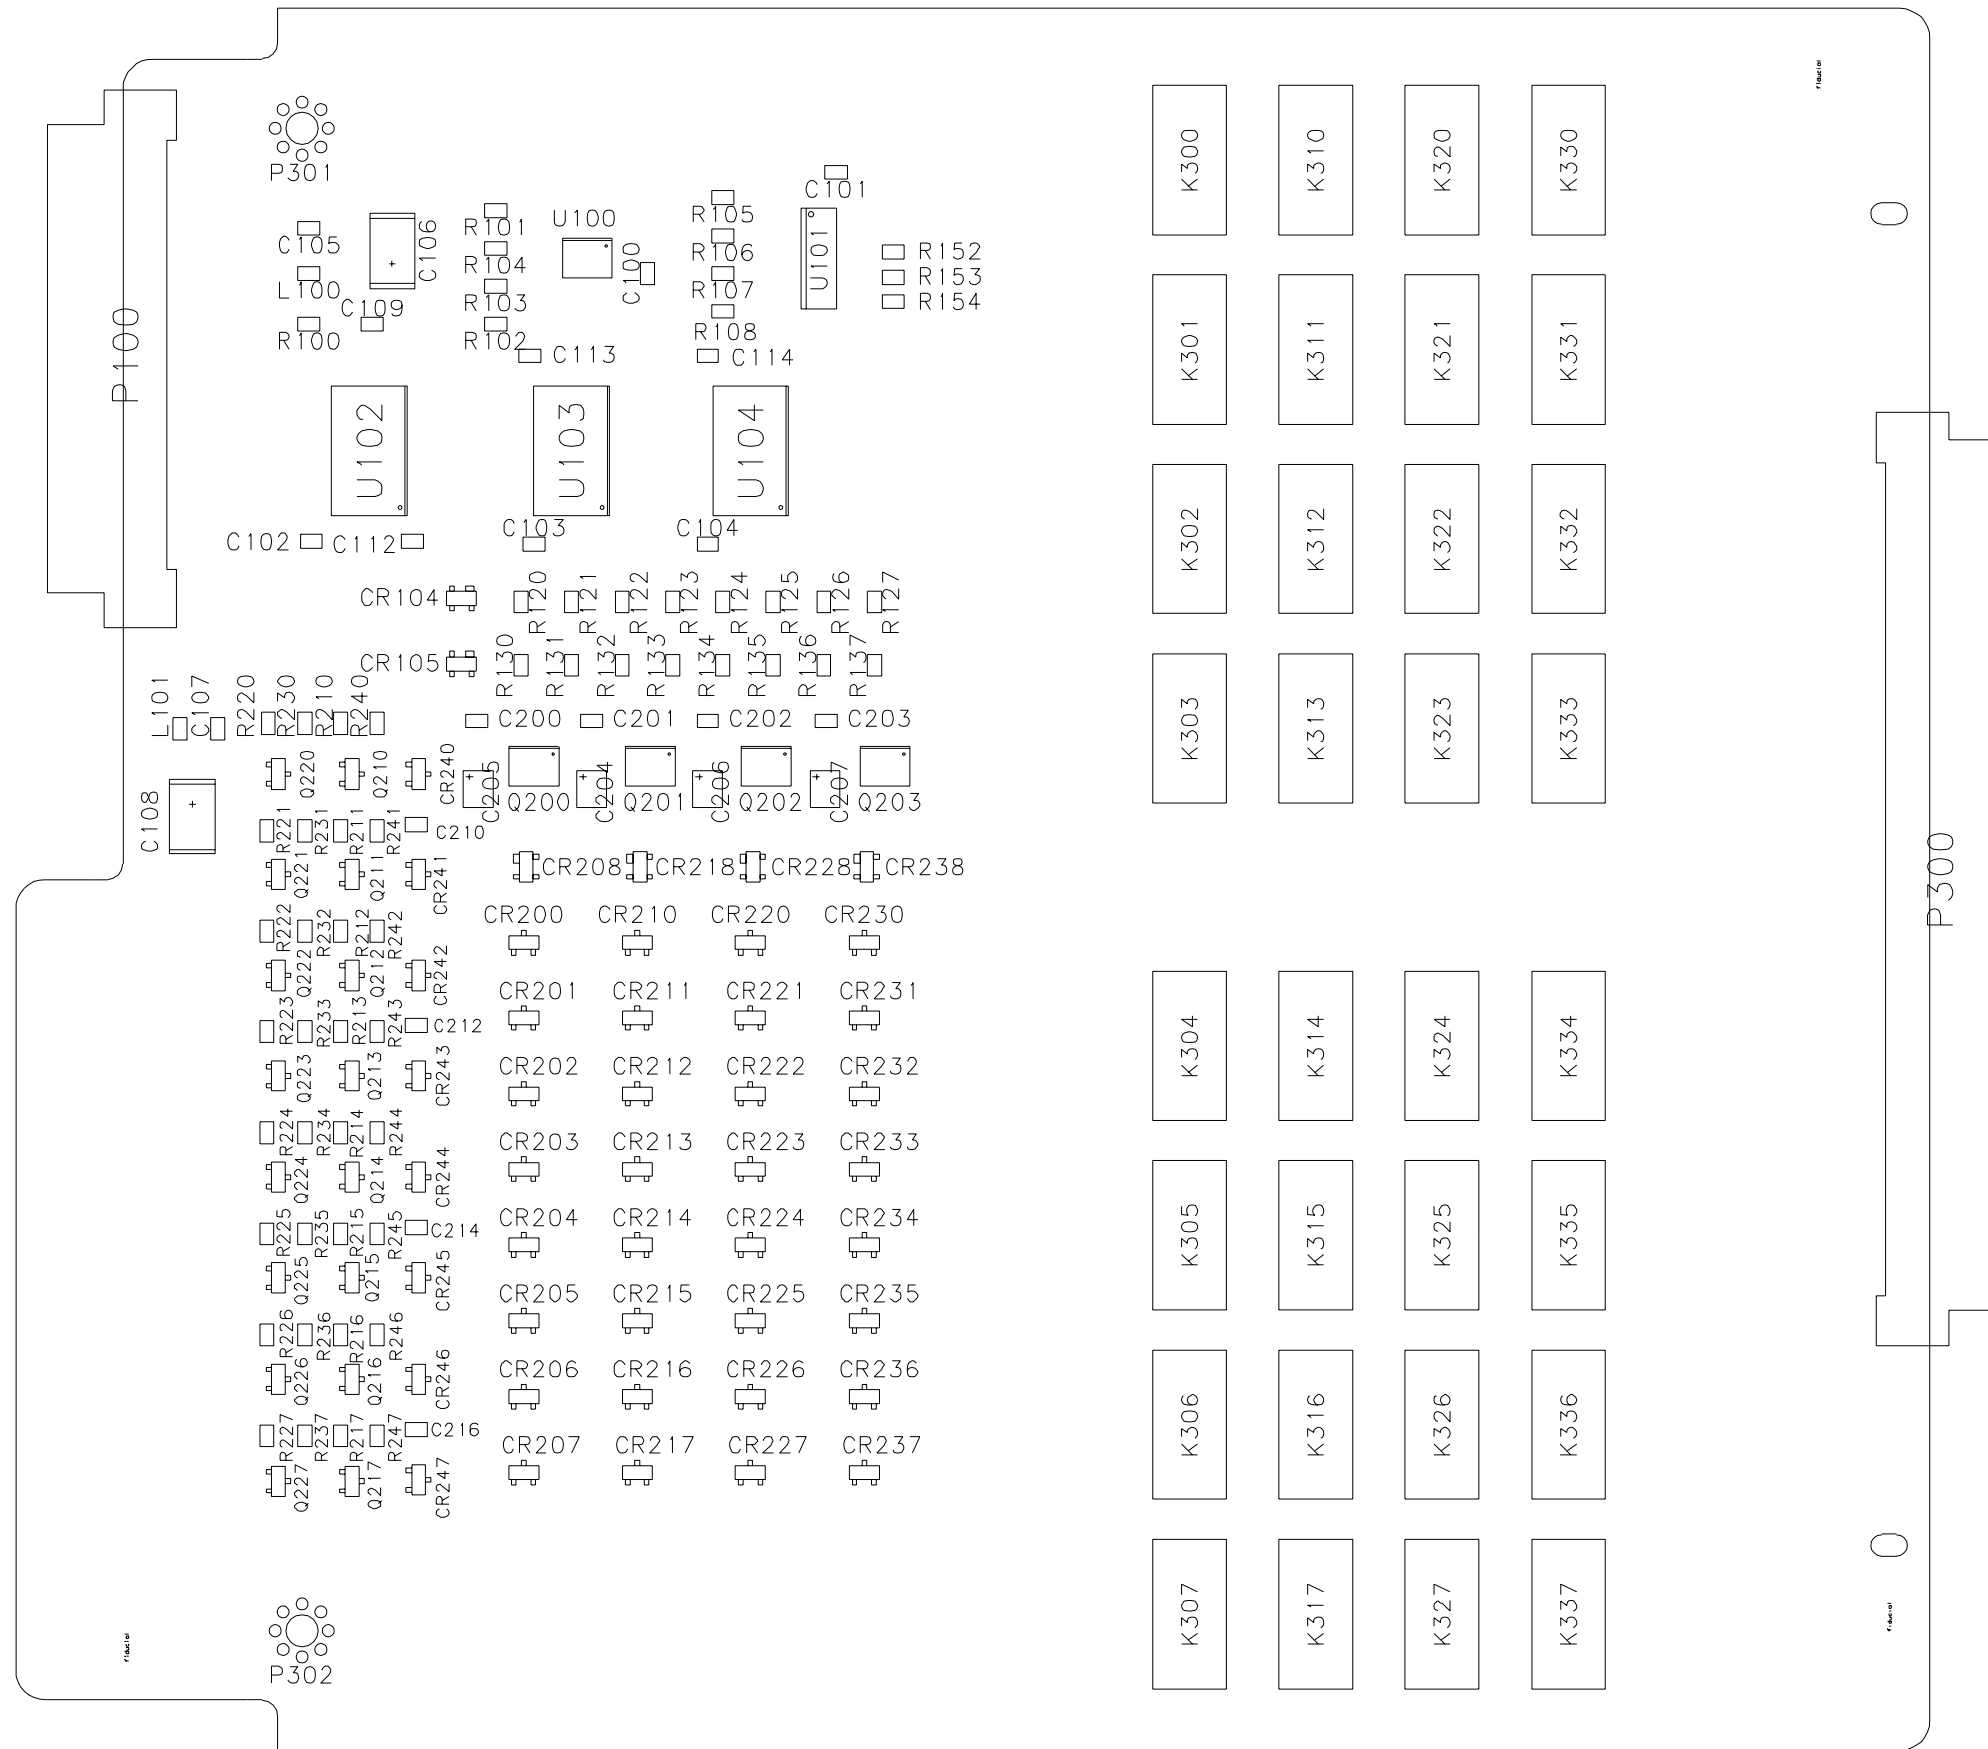 fiducial
K300 K310 K320 K330
P301
C101
R101 U100 R105
C105 C106 R104 C100 R106 U101 R152
L100 R107 R153
C109 R103 R154
R100 R102 R108
P100 C113 C114
K301 K311 K321 K331
U102 U103 U104
C102 C112 C103 C104
K302 K312 K322 K332
CR104 R120 R121 R122 R123 R124 R125 R126 R127
CR105 R130 R131 R132 R133 R134 R135 R136 R137
L101 C107 R220 R230 R210 R240
C200 C201 C202 C203
K303 K313 K323 K333
Q220 Q210 CR240 C205 Q200 C204 Q201 C206 Q202 C207 Q203
C108 R221 R231 R211 R241 C210
Q221 Q211 CR241 CR208 CR218 CR228 CR238
P300
R222 R232 R212 R242 CR200 CR210 CR220 CR230
Q222 Q212 CR242 CR201 CR211 CR221 CR231
R223 R233 R213 R243 C212
K304 K314 K324 K334
Q223 Q213 CR243 CR202 CR212 CR222 CR232
R224 R234 R214 R244 CR203 CR213 CR223 CR233
Q224 Q214 CR244
R225 R235 R215 R245 C214 CR204 CR214 CR224 CR234
K305 K315 K325 K335
Q225 Q215 CR245 CR205 CR215 CR225 CR235
R226 R236 R216 R246
Q226 Q216 CR246 CR206 CR216 CR226 CR236
K306 K316 K326 K336
R227 R237 R217 R247 C216 CR207 CR217 CR227 CR237
Q227 Q217 CR247
K307 K317 K327 K337
fiducial fiducial
P302